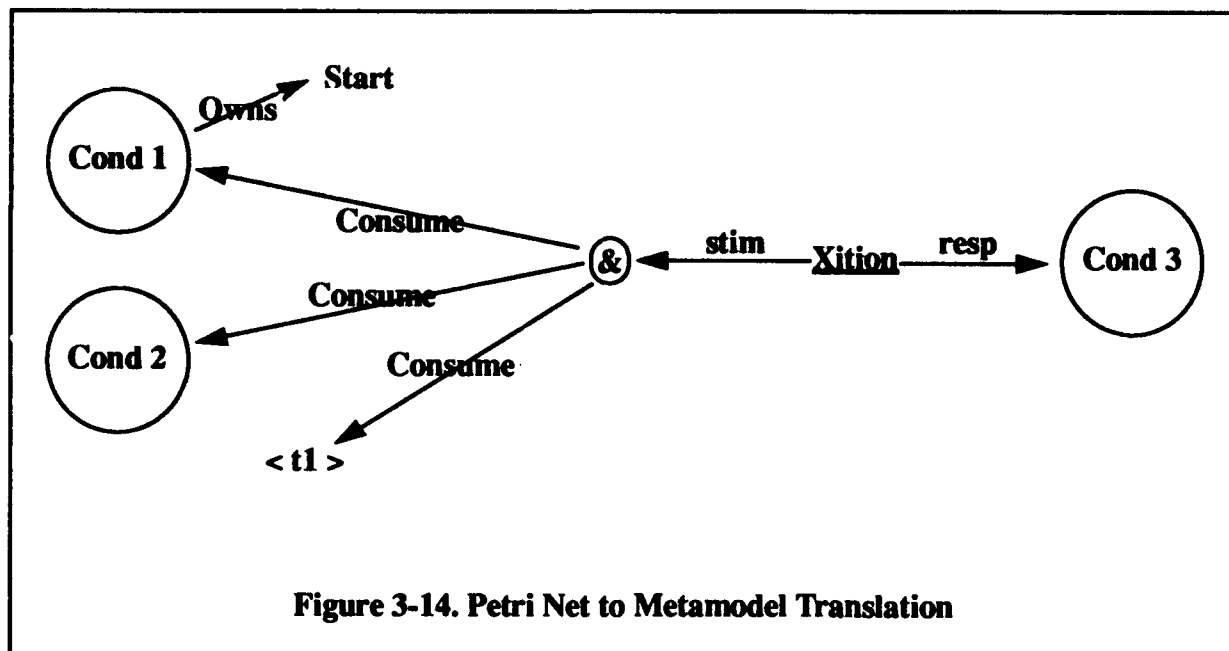 Start
Owns
Cond 1
Consume
& stim Xition resp Cond 3
Consume
Cond 2
Consume
< t1 >
Figure 3-14. Petri Net to Metamodel Translation